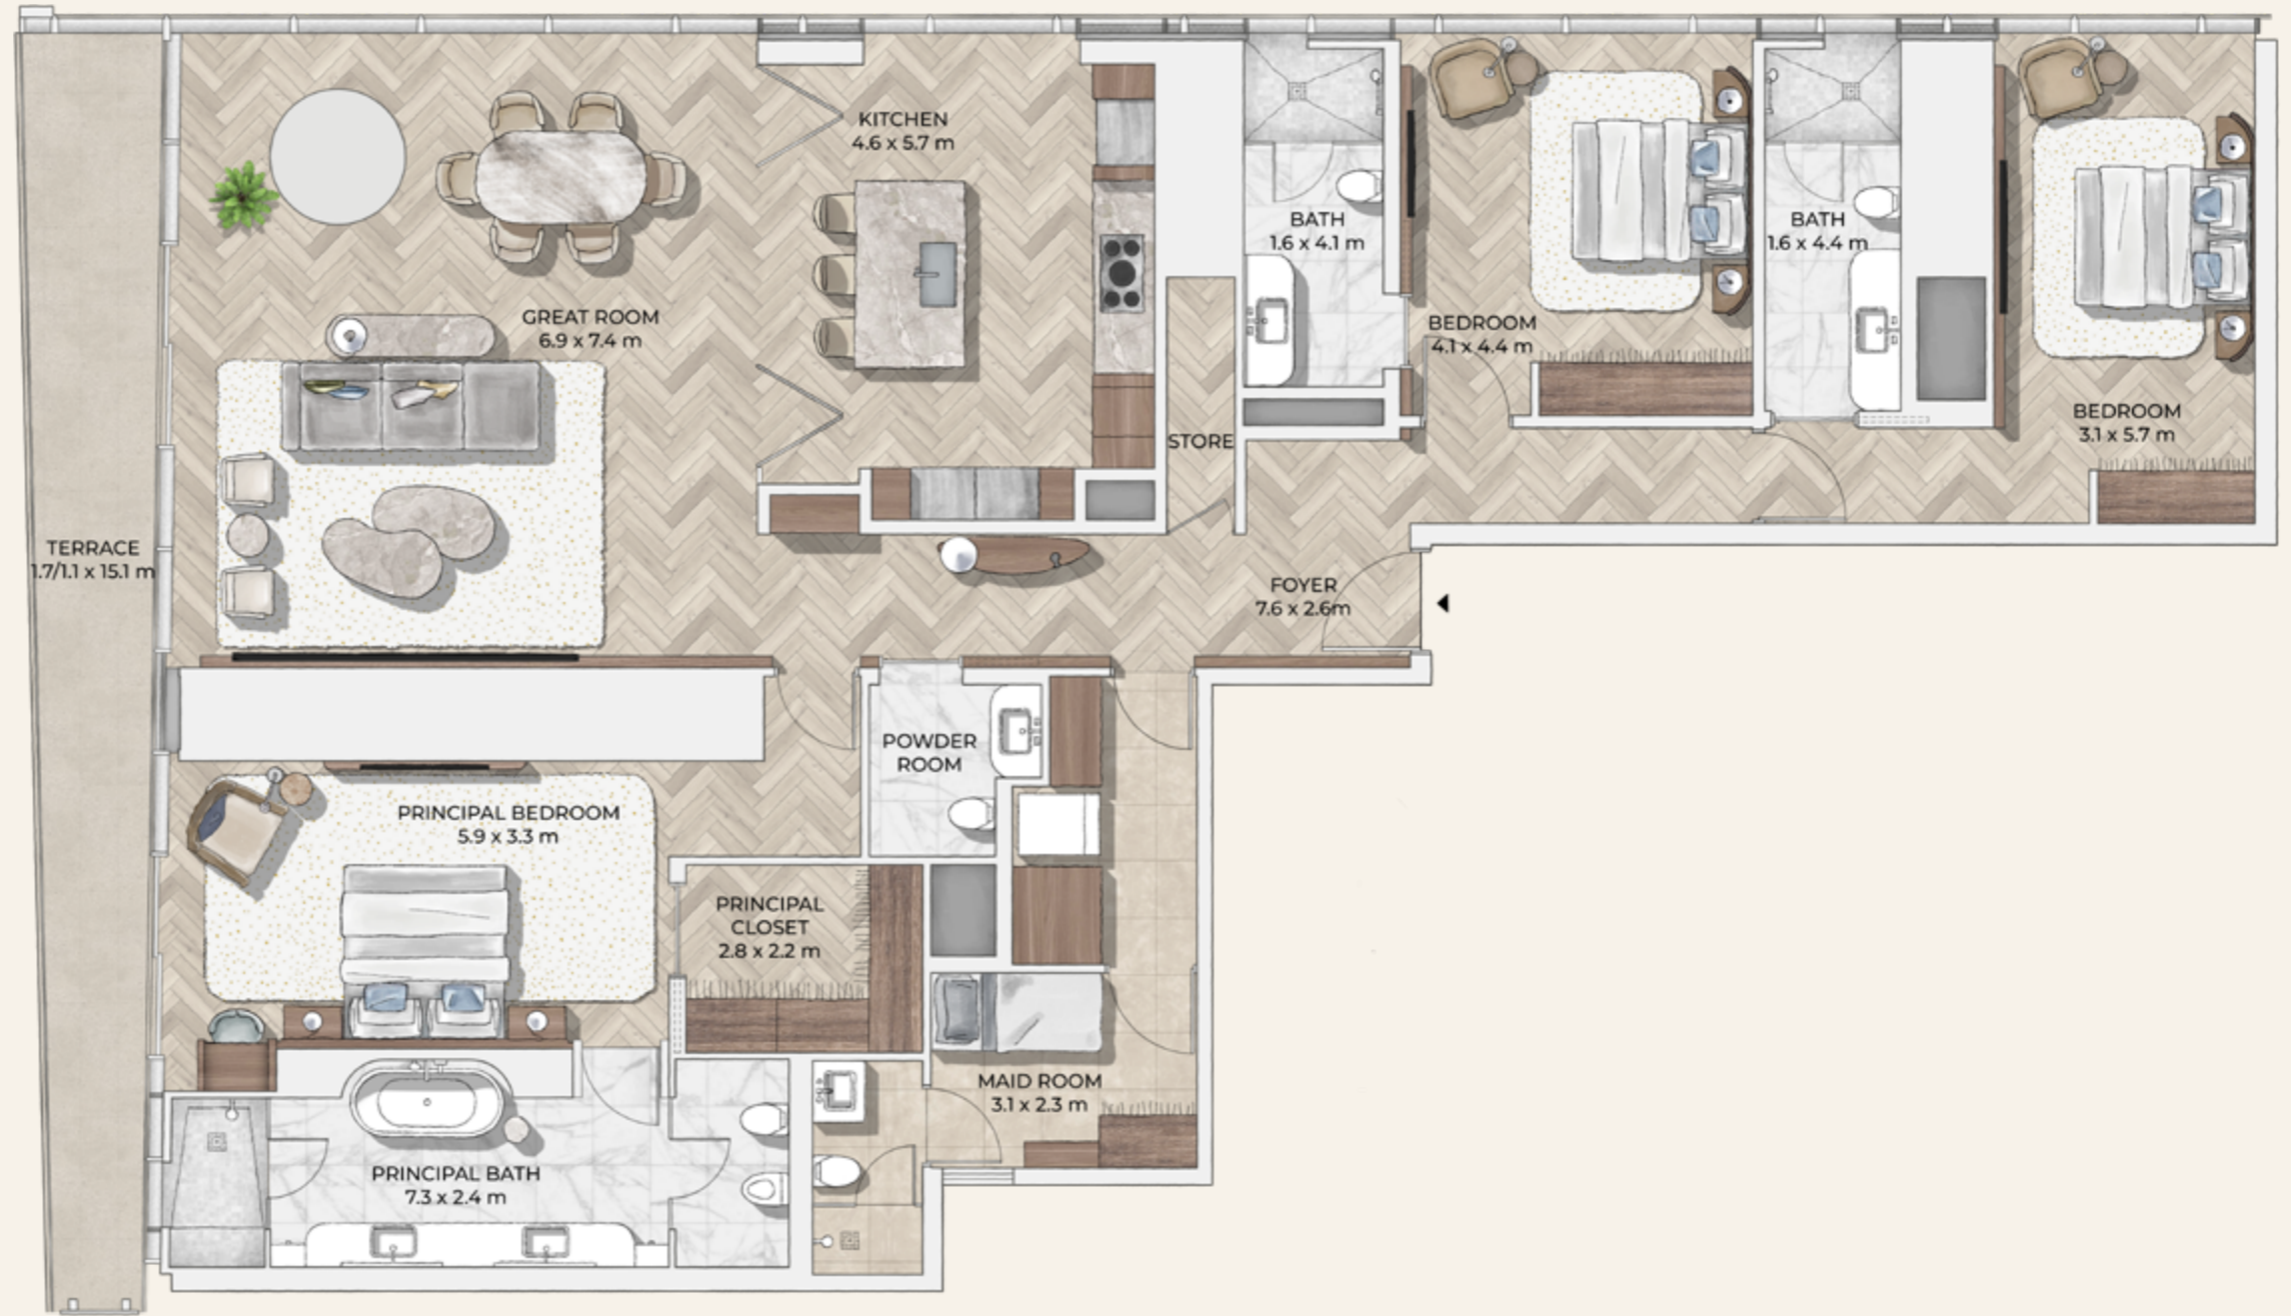 KITCHEN
4.6 x 5.7 m
BATH
1.6 x 4.1 m
BATH
1.6 x 4.4 m
GREAT ROOM
6.9 x 7.4 m
BEDROOM
4.1 x 4.4 m
BEDROOM
3.1 x 5.7 m
STORE
TERRACE
1.7/1.1 x 15.1 m
FOYER
7.6 x 2.6m
POWDER
ROOM
PRINCIPAL BEDROOM
5.9 x 3.3 m
PRINCIPAL
CLOSET
2.8 x 2.2 m
MAID ROOM
3.1 x 2.3 m
PRINCIPAL BATH
7.3 x 2.4 m